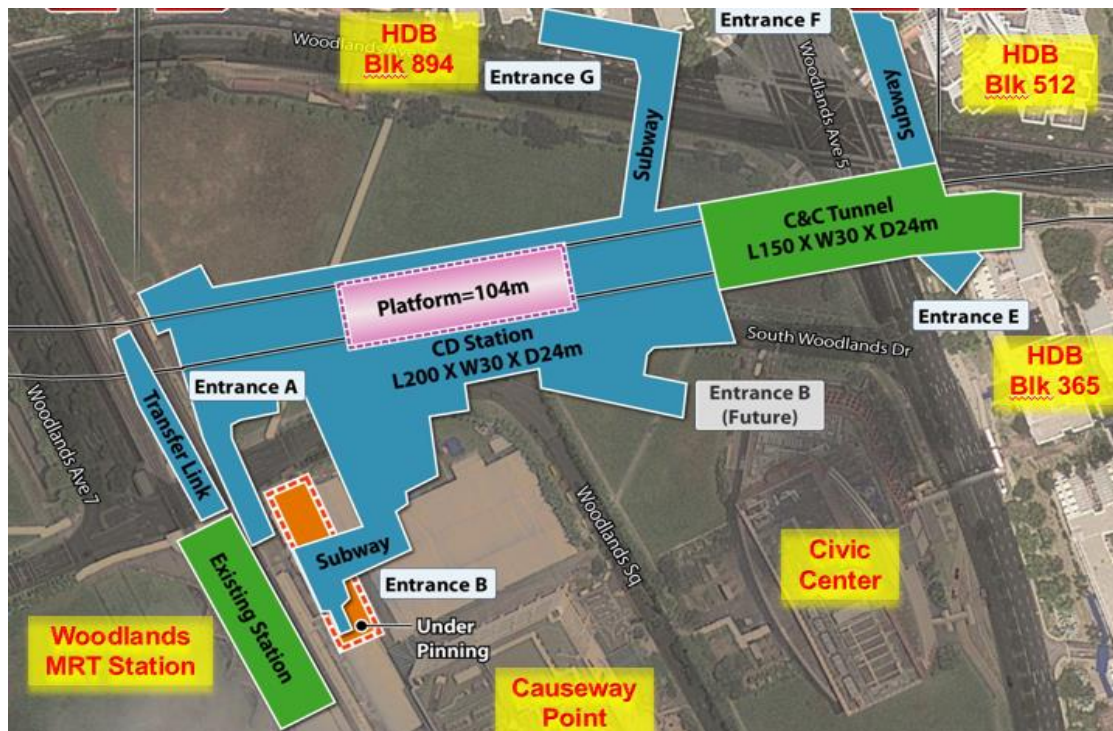 Entrance F
Woodlands
HDB
Blk 894
HDB
Blk 512
Entrance G
Woodlands Ave 5
Subway
Subway
C&C Tunnel
L150 X W30 X D24m
Platform=104m
CD Station
L200 X W30 X D24m
Entrance E
South Woodlands Dr
HDB
Blk 365
Entrance A
Entrance B
(Future)
Transfer Link
Woodlands Ave 7
Woodlands Sq
Subway
Existing Station
Civic
Center
Entrance B
Under
Pinning
Woodlands
MRT Station
Causeway
Point